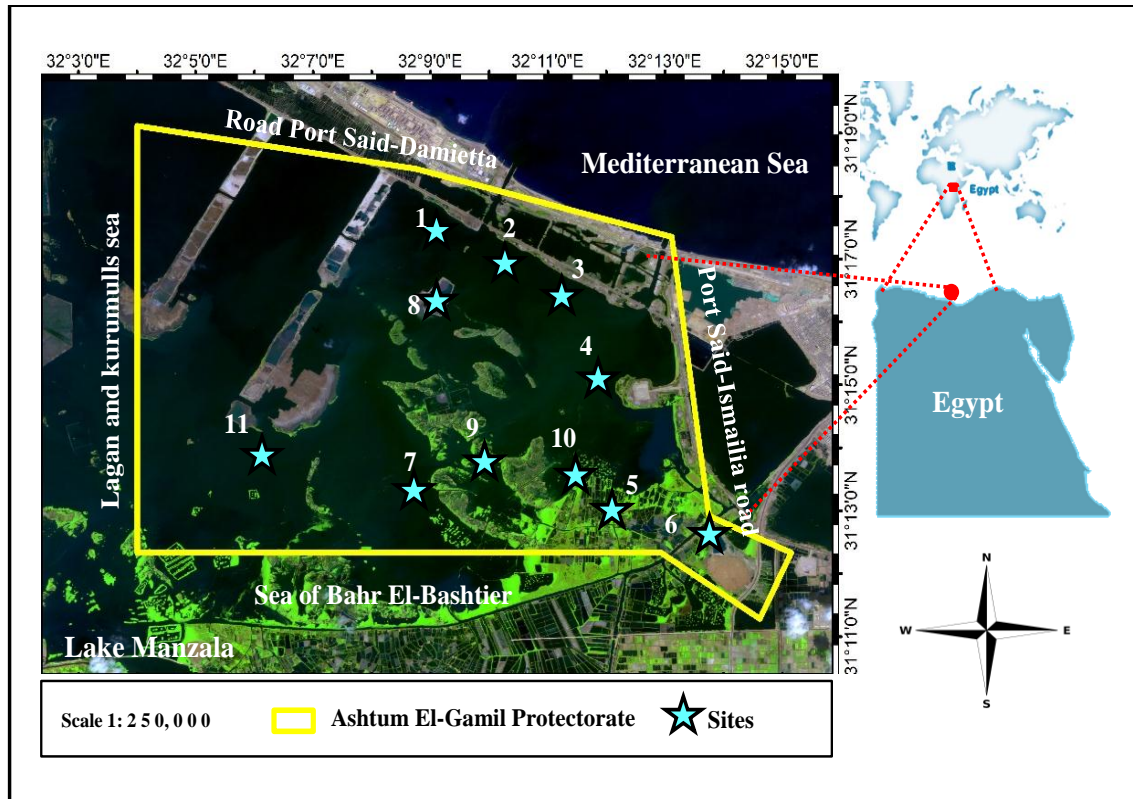 32°3'0"E 32°5'0"E 32°7'0"E 32°9'0"E 32°11'0"E 32°13'0"E 32°15'0"E
31°19'0"N
31°17'0"N
31°15'0"N
31°13'0"N
31°11'0"N
Road Port Said-Damietta
Mediterranean Sea
Lagan and kurumulls sea
Port Said-Ismailia road
1
2
3
8
4
11
9
10
7
5
6
Sea of Bahr El-Bashtier
Lake Manzala
Egypt
Egypt
N
W
E
S
Scale 1: 2 5 0, 0 0 0
Ashtum El-Gamil Protectorate
Sites